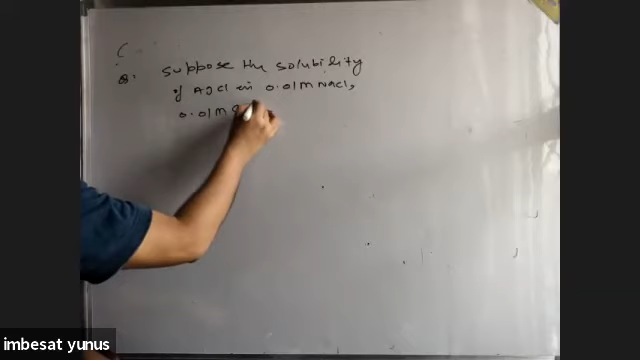 Q.
Suppose the solubility
of AgCl in 0.01M NaCl,
0.01M
imbesat yunus